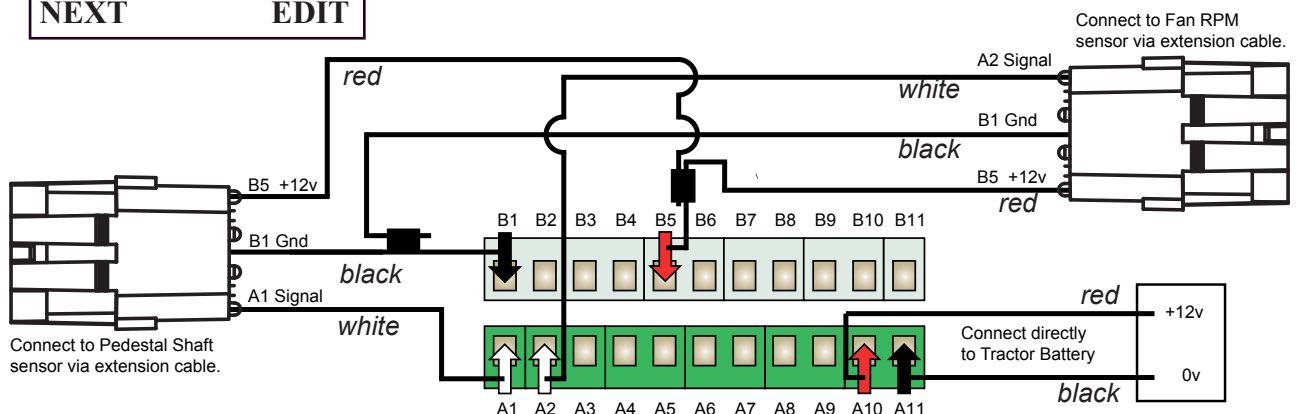 NEXT EDIT
Connect to Fan RPM
sensor via extension cable.
A2 Signal
red
white
B1 Gnd
black
B5 +12v
red
B5 +12v
B1 Gnd
black
A1 Signal
white
Connect to Pedestal Shaft
sensor via extension cable.
B1 B2 B3 B4 B5 B6 B7 B8 B9 B10 B11
red
+12v
Connect directly
to Tractor Battery
0v
black
A1 A2 A3 A4 A5 A6 A7 A8 A9 A10 A11